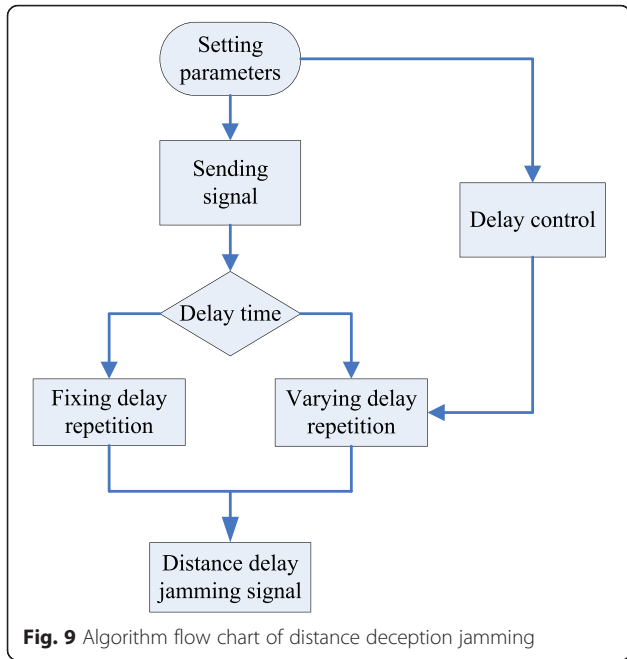 Setting
parameters
Sending
signal
Delay control
Delay time
Fixing delay
repetition
Varying delay
repetition
Distance delay
jamming signal
Fig. 9 Algorithm flow chart of distance deception jamming